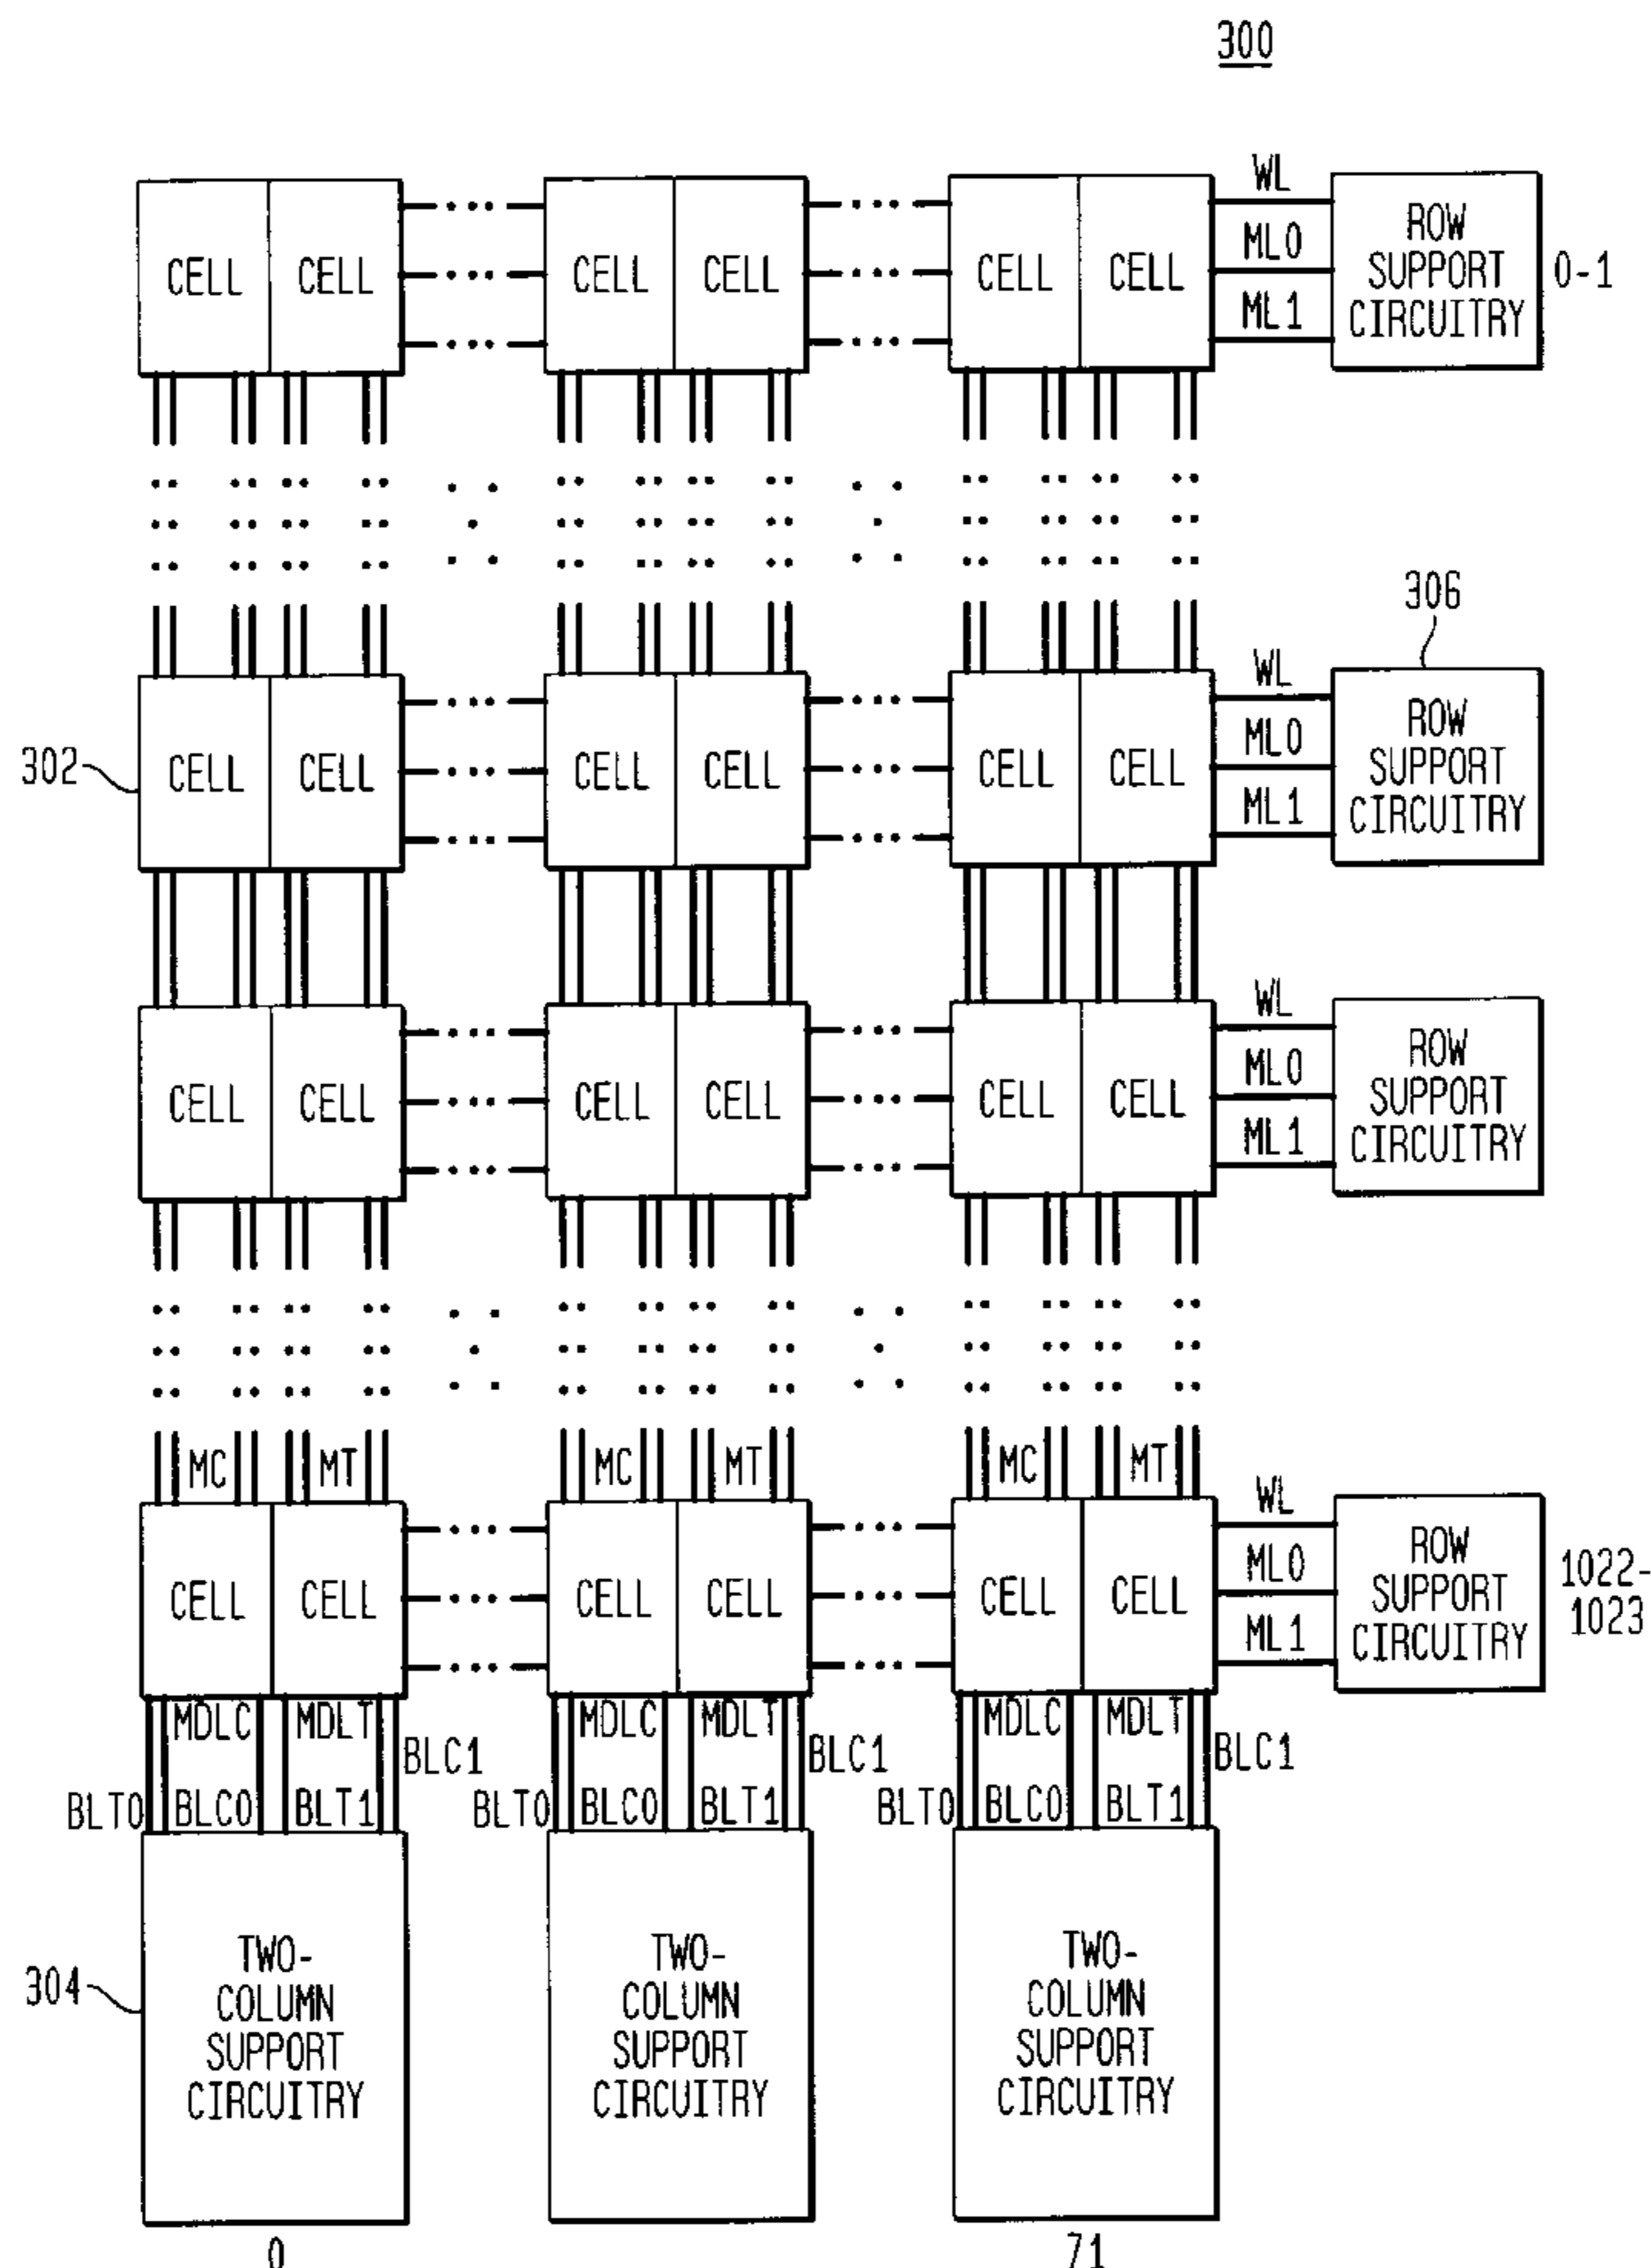 300
WL
CELL CELL CELL CELL CELL CELL ML0 ROW SUPPORT CIRCUITRY 0-1
ML1
306
WL
302 CELL CELL CELL CELL CELL CELL ML0 ROW SUPPORT CIRCUITRY
ML1
WL
CELL CELL CELL CELL CELL CELL ML0 ROW SUPPORT CIRCUITRY
ML1
MC MT MC MT MC MT
WL
CELL CELL CELL CELL CELL CELL ML0 ROW SUPPORT CIRCUITRY 1022-
1023
ML1
MDLC MDLT MDLC MDLT MDLC MDLT
BLC1 BLC1 BLC1
BLT0 BLC0 BLT1 BLT0 BLC0 BLT1 BLT0 BLC0 BLT1
304
TWO- TWO- TWO-
COLUMN COLUMN COLUMN
SUPPORT SUPPORT SUPPORT
CIRCUITRY CIRCUITRY CIRCUITRY
0 71